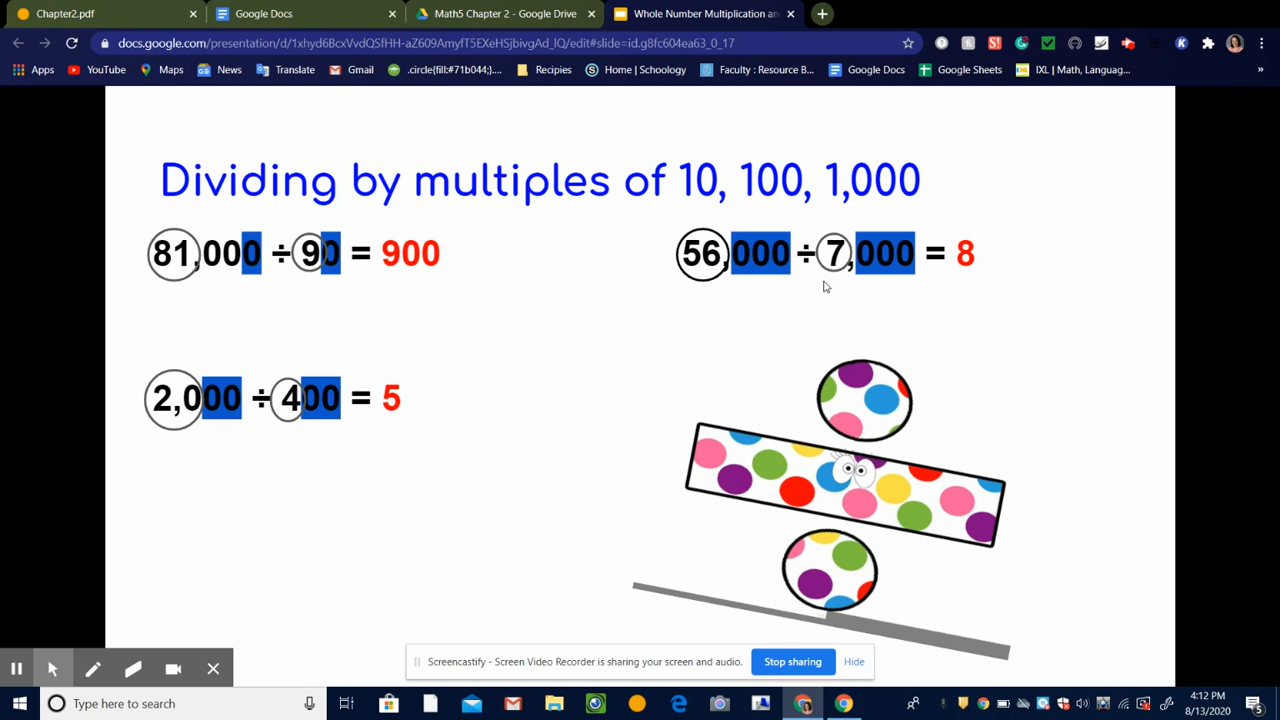 Chapter2.pdf
Google Docs
Math5 Chapter 2 - Google Drive
Whole Number Multiplication an
docs.google.com/presentation/d/1xhyd6BcxVvdQSfHH-aZ609AmyfT5EXeHSjbivgAd_lQ/edit#slide=id.g8fc604ea63_0_17
Apps
YouTube
Maps
News
Translate
Gmail
.circle{fill:#71b044;}....
Recipies
Home | Schoology
Faculty : Resource B...
Google Docs
Google Sheets
IXL | Math, Languag...
Dividing by multiples of 10, 100, 1,000
81,000 ÷ 90 = 900
56,000 ÷ 7,000 = 8
2,000 ÷ 400 = 5
Screencastify - Screen Video Recorder is sharing your screen and audio.
Stop sharing
Hide
Type here to search
4:12 PM
8/13/2020
5